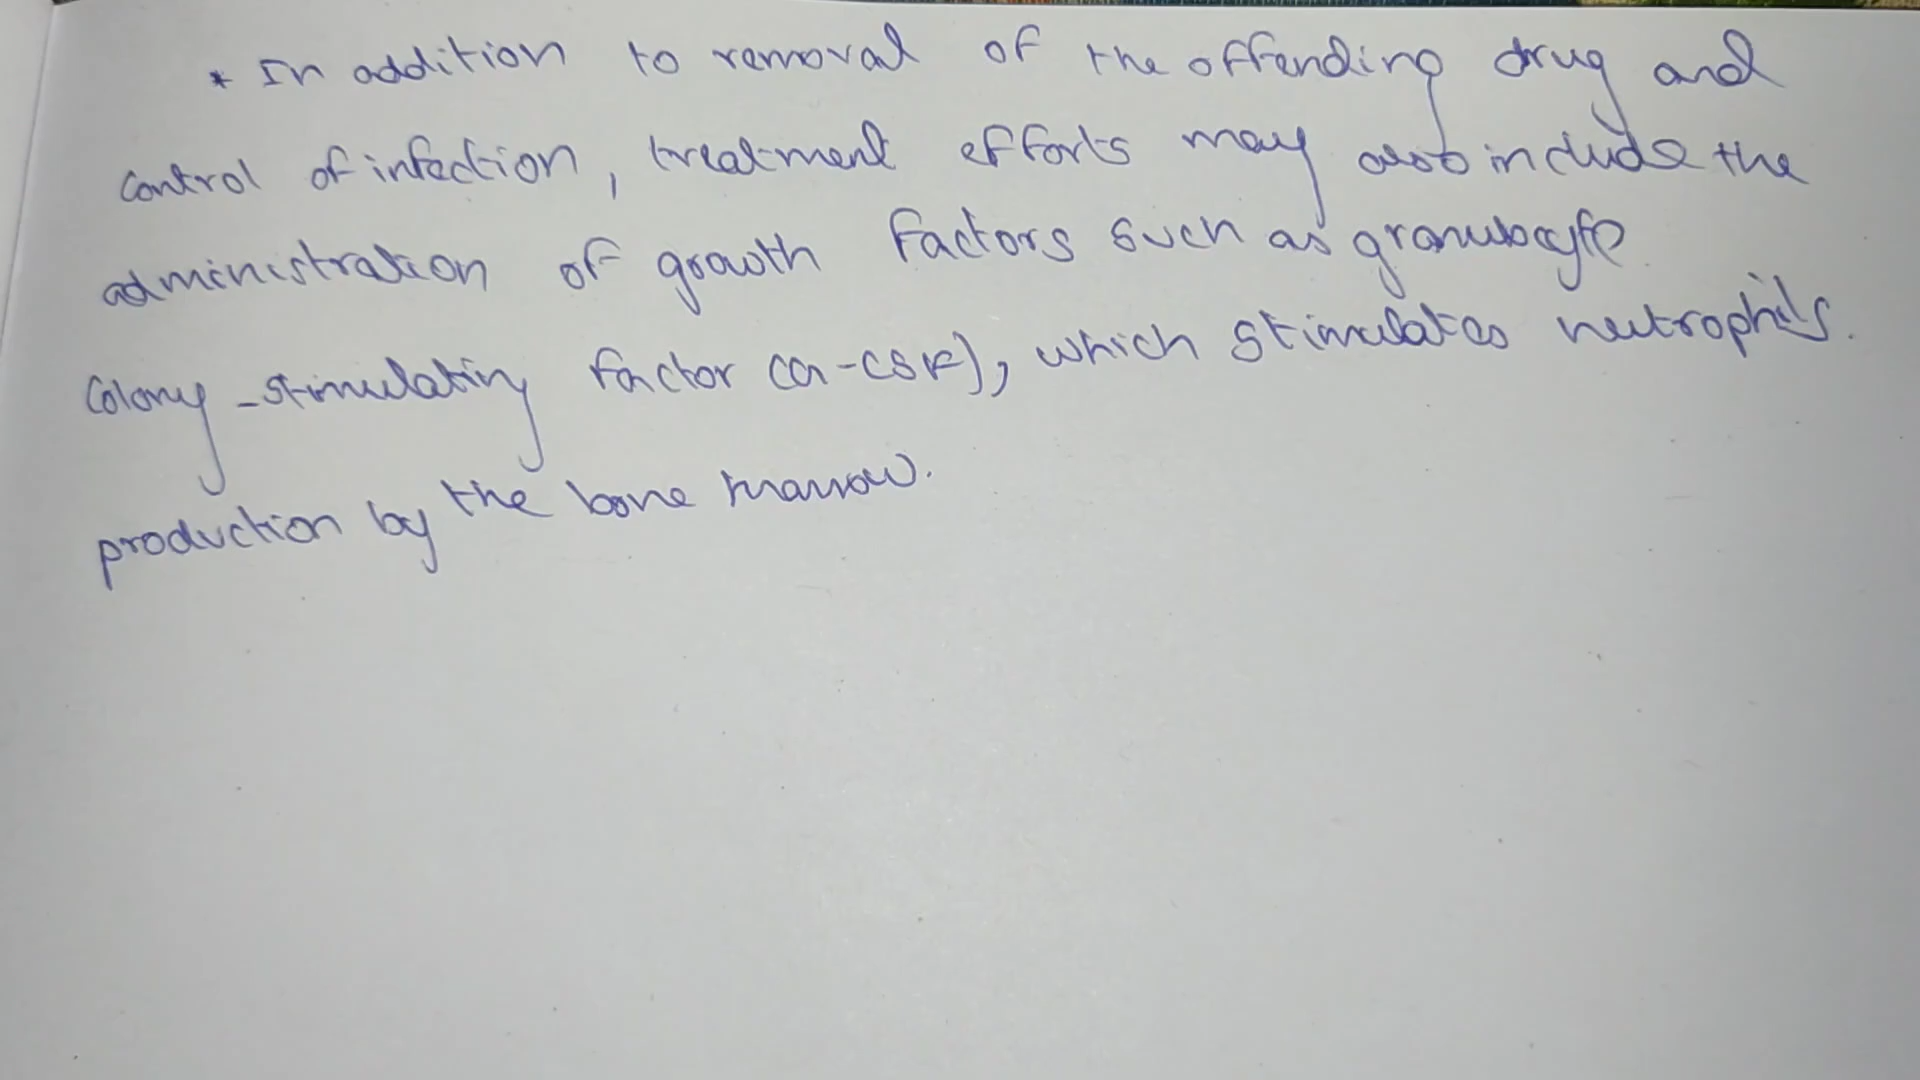 * In addition to removal of the offending drug and
control of infection, treatment efforts may also include the
administration of growth factors such as granulocyte
Colony-stimulating factor (G-CSF), which stimulates neutrophils.
production by the bone marrow.